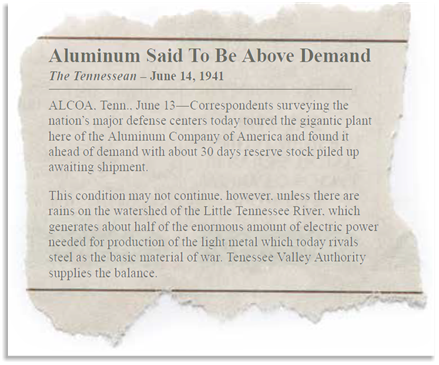 Aluminum Said To Be Above Demand
The Tennessean – June 14, 1941
ALCOA, Tenn., June 13—Correspondents surveying the
nation's major defense centers today toured the gigantic plant
here of the Aluminum Company of America and found it
ahead of demand with about 30 days reserve stock piled up
awaiting shipment.
This condition may not continue, however, unless there are
rains on the watershed of the Little Tennessee River, which
generates about half of the enormous amount of electric power
needed for production of the light metal which today rivals
steel as the basic material of war. Tenessee Valley Authority
supplies the balance.